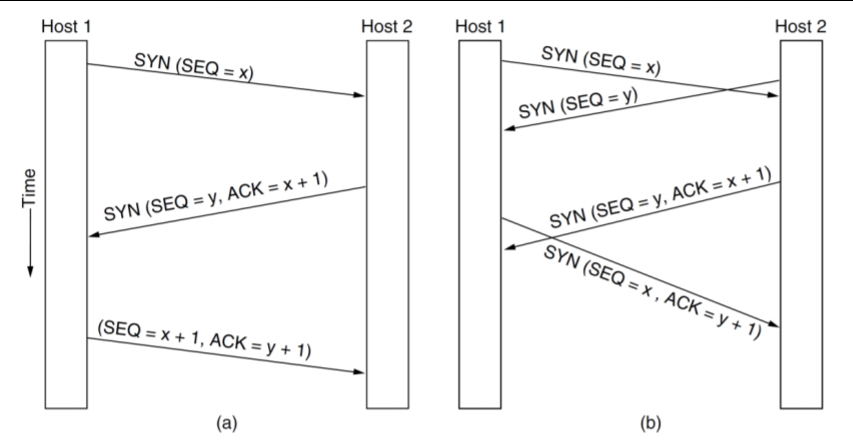 Host 1
Host 2
SYN (SEQ = x)
SYN (SEQ = y, ACK = x + 1)
(SEQ = x + 1, ACK = y + 1)
Time
(a)
Host 1
Host 2
SYN (SEQ = x)
SYN (SEQ = y)
SYN (SEQ = y, ACK = x + 1)
SYN (SEQ = x , ACK = y + 1)
(b)